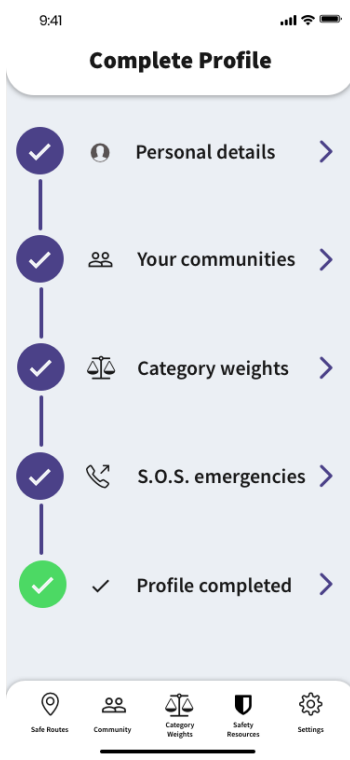 9:41
Complete Profile
Personal details
Your communities
Category weights
S.O.S. emergencies
Profile completed
Safe Routes
Community
Category
Weights
Safety
Resources
Settings